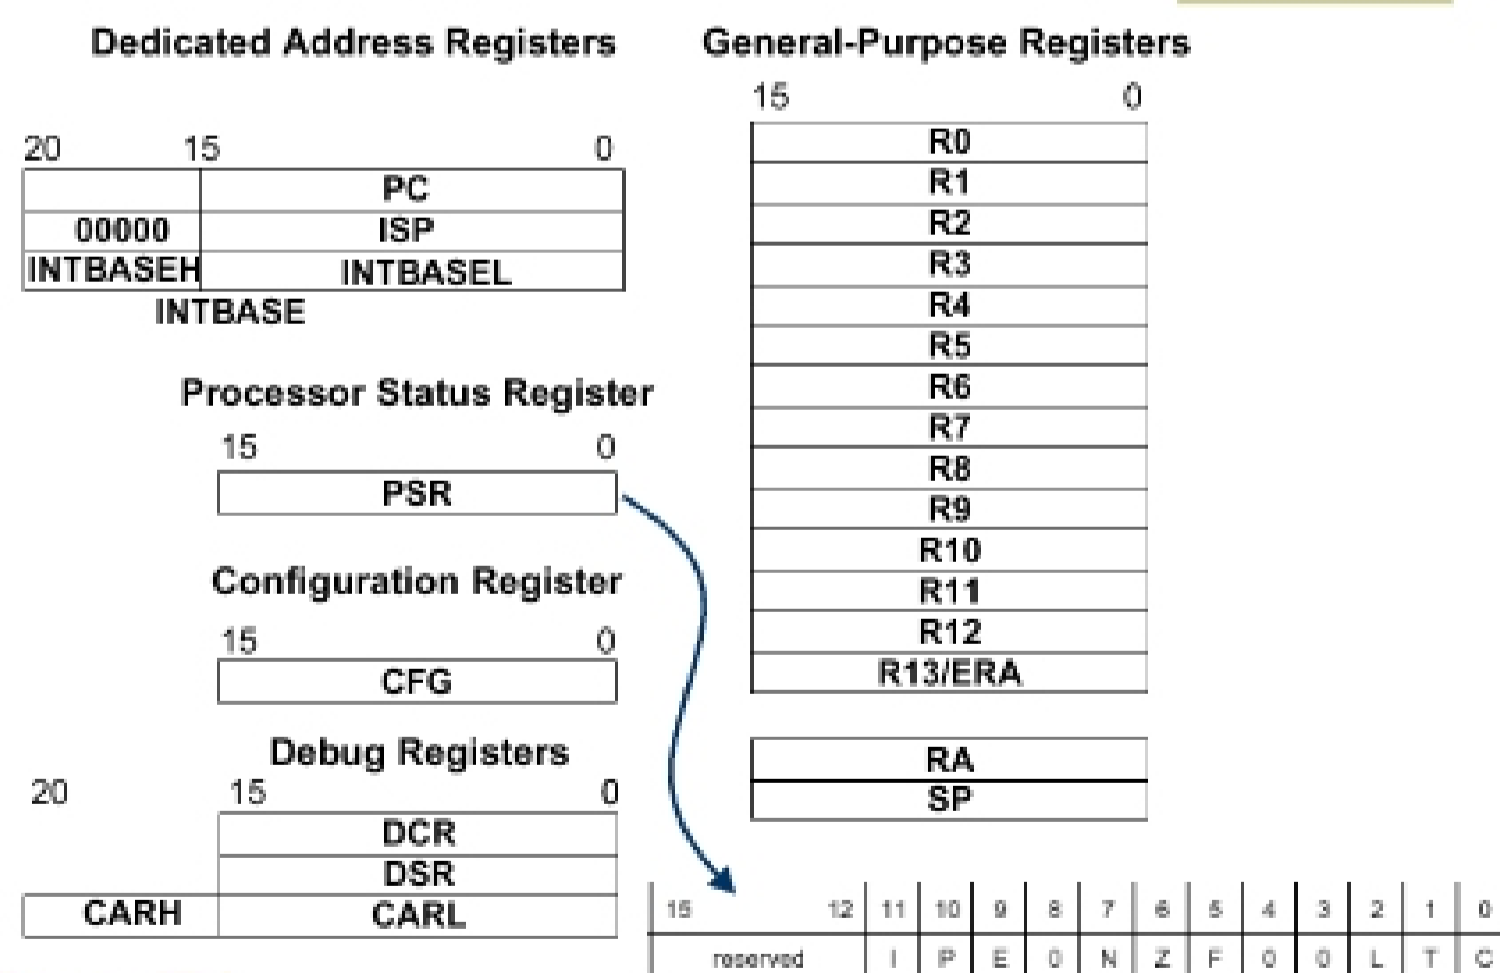 Dedicated Address Registers
20 15 0
PC
00000 ISP
INTBASEH INTBASEL
INTBASE
Processor Status Register
15 0
PSR
Configuration Register
15 0
CFG
Debug Registers
20 15 0
DCR
DSR
CARH CARL
General-Purpose Registers
15 0
R0
R1
R2
R3
R4
R5
R6
R7
R8
R9
R10
R11
R12
R13/ERA
RA
SP
15 12 11 10 9 8 7 6 5 4 3 2 1 0
reserved I P E 0 N Z F 0 0 L T C